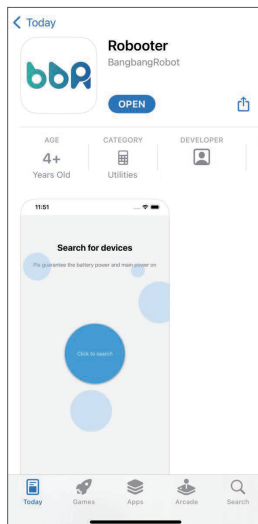 Today
Robooter
BangbangRobot
bbR
OPEN
AGE
4+
Years Old
CATEGORY
Utilities
DEVELOPER
11:51
Search for devices
Pls guarantee the battery power and main power on
Click to search
Today
Games
Apps
Arcade
Search